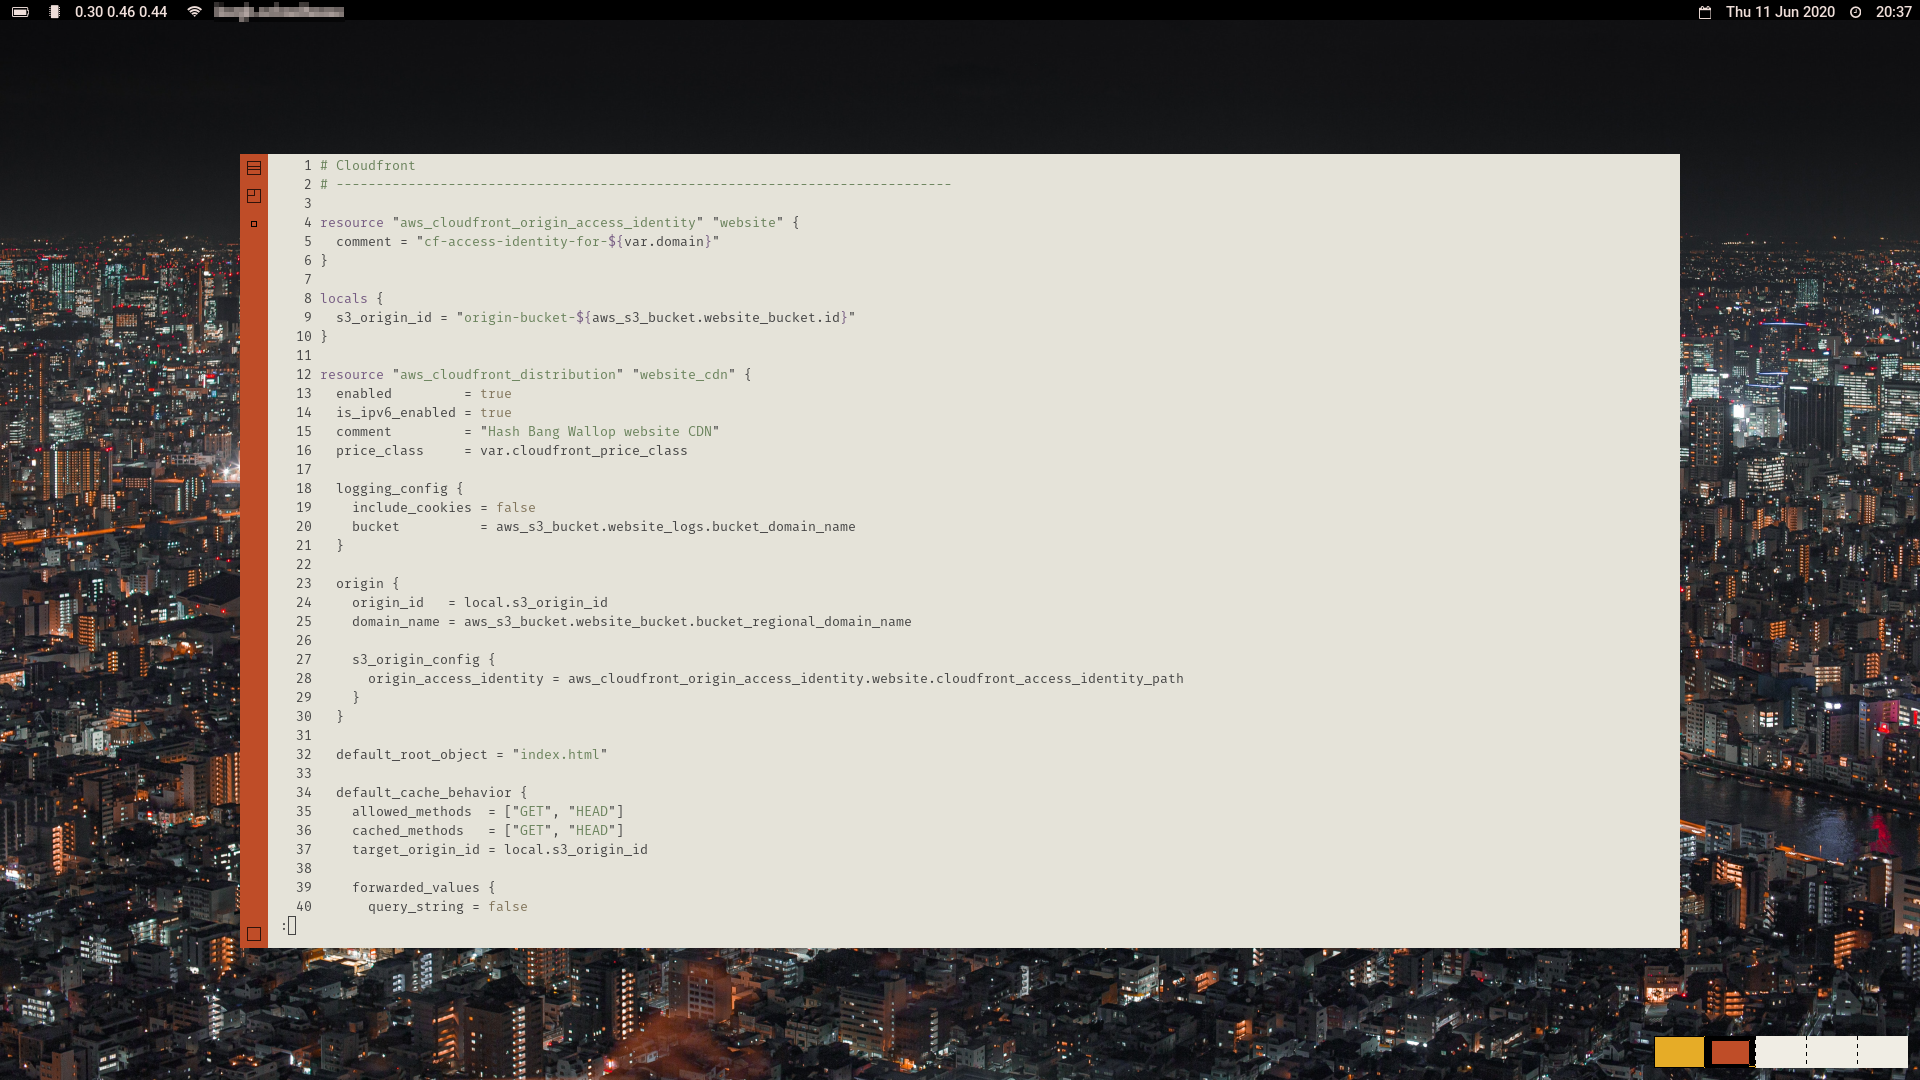 0.30 0.46 0.44
Thu 11 Jun 2020
20:37
1 # Cloudfront
2 # -----------------------------------------------------------------------------
3
4 resource "aws_cloudfront_origin_access_identity" "website" {
5   comment = "cf-access-identity-for-${var.domain}"
6 }
7
8 locals {
9   s3_origin_id = "origin-bucket-${aws_s3_bucket.website_bucket.id}"
10 }
11
12 resource "aws_cloudfront_distribution" "website_cdn" {
13   enabled         = true
14   is_ipv6_enabled = true
15   comment         = "Hash Bang Wallop website CDN"
16   price_class     = var.cloudfront_price_class
17
18   logging_config {
19     include_cookies = false
20     bucket          = aws_s3_bucket.website_logs.bucket_domain_name
21   }
22
23   origin {
24     origin_id   = local.s3_origin_id
25     domain_name = aws_s3_bucket.website_bucket.bucket_regional_domain_name
26
27     s3_origin_config {
28       origin_access_identity = aws_cloudfront_origin_access_identity.website.cloudfront_access_identity_path
29     }
30   }
31
32   default_root_object = "index.html"
33
34   default_cache_behavior {
35     allowed_methods  = ["GET", "HEAD"]
36     cached_methods   = ["GET", "HEAD"]
37     target_origin_id = local.s3_origin_id
38
39     forwarded_values {
40       query_string = false
: